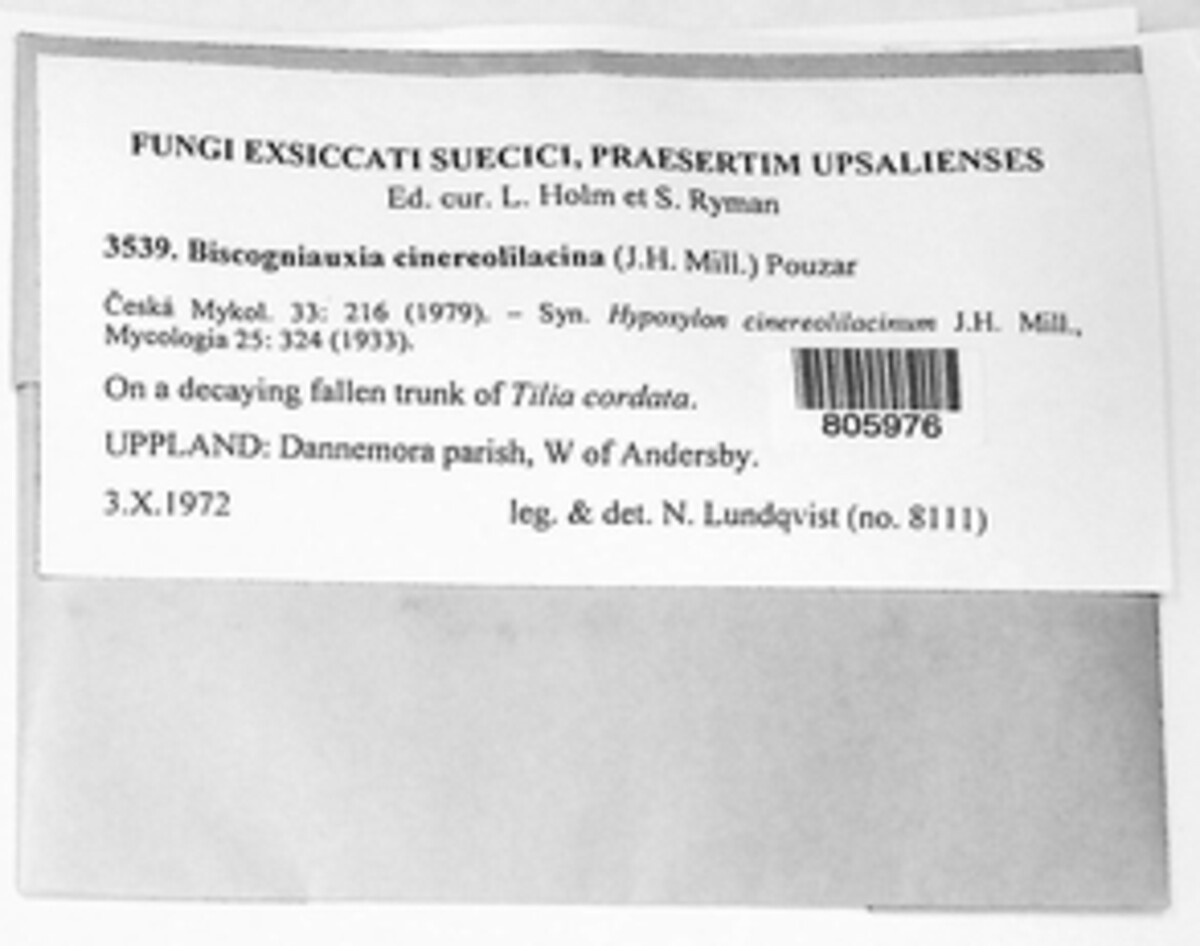 FUNGI EXSICCATI SUECICI, PRAESERTIM UPSALIENSES
Ed. cur. L. Holm et S. Ryman
3539. Biscogniauxia cinereolilacina (J.H. Mill.) Pouzar
Česká Mykol. 33: 216 (1979). – Syn. Hypoxylon cinereolilacinum J.H. Mill.,
Mycologia 25: 324 (1933).
On a decaying fallen trunk of Tilia cordata.
805976
UPPLAND: Dannemora parish, W of Andersby.
3.X.1972 leg. & det. N. Lundqvist (no. 8111)